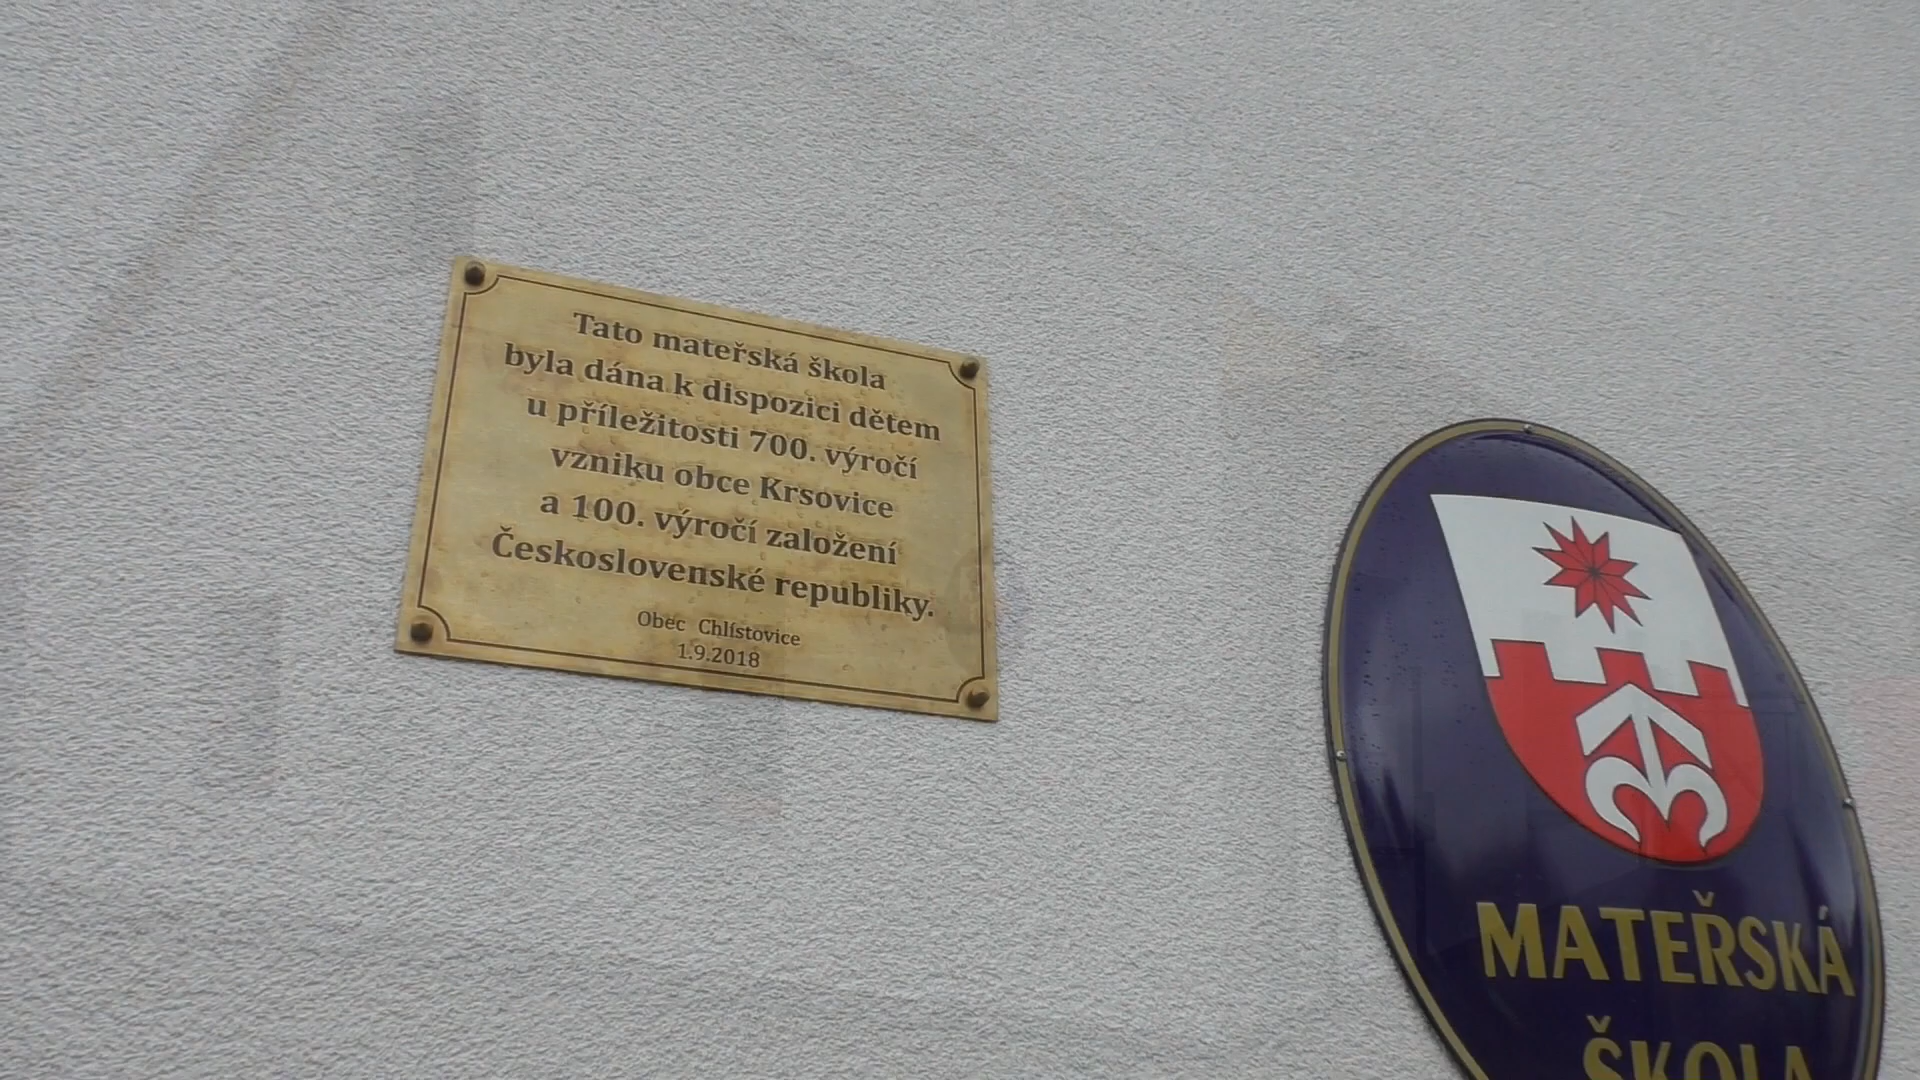 Tato mateřská škola
byla dána k dispozici dětem
u příležitosti 700. výročí
vzniku obce Krsovice
a 100. výročí založení
Československé republiky.
Obec Chlístovice
1.9.2018
MATEŘSKÁ
ŠKOLA